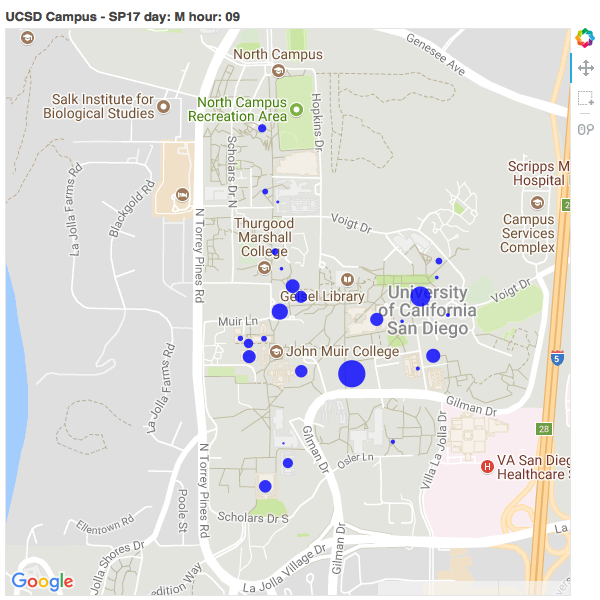 UCSD Campus - SP17 day: M hour: 09
Genesee Ave
North Campus
Salk Institute for
Biological Studies
North Campus
Recreation Area
Hopkins Dr
Scholars Dr N
Scripps M
Hospital
La Jolla Farms Rd
Blackgold Rd
2
N Torrey Pines Rd
Voigt Dr
Campus
Services
Complex
Thurgood
Marshall
College
Geisel Library
University
of California
San Diego
Voigt Dr
Muir Ln
John Muir College
5
La Jolla Farms Rd
Gilman Dr
28
Gilman Dr
Villa La Jolla Dr
Osler Ln
N Torrey Pines Rd
H
VA San Dieg
Healthcare S
Poole St
Scholars Dr S
Ellentown Rd
La
Gilman Dr
La Jolla Shores Dr
La Jolla Village Dr
edition Way
Google